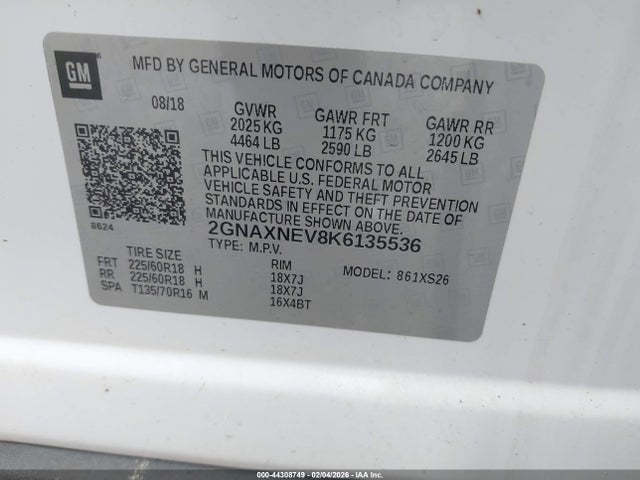 GM
MFD BY GENERAL MOTORS OF CANADA COMPANY
08/18 GVWR GAWR FRT GAWR RR
2025 KG 1175 KG 1200 KG
4464 LB 2590 LB 2645 LB
THIS VEHICLE CONFORMS TO ALL
APPLICABLE U.S. FEDERAL MOTOR
VEHICLE SAFETY AND THEFT PREVENTION
STANDARDS IN EFFECT ON THE DATE OF
MANUFACTURE SHOWN ABOVE.
8624
2GNAXNEV8K6135536
TYPE: M.P.V.
TIRE SIZE RIM MODEL: 861XS26
FRT 225/60R18 H 18X7J
RR 225/60R18 H 18X7J
SPA T135/70R16 M 16X4BT
000-44308749 - 02/04/2026 - IAA Inc.